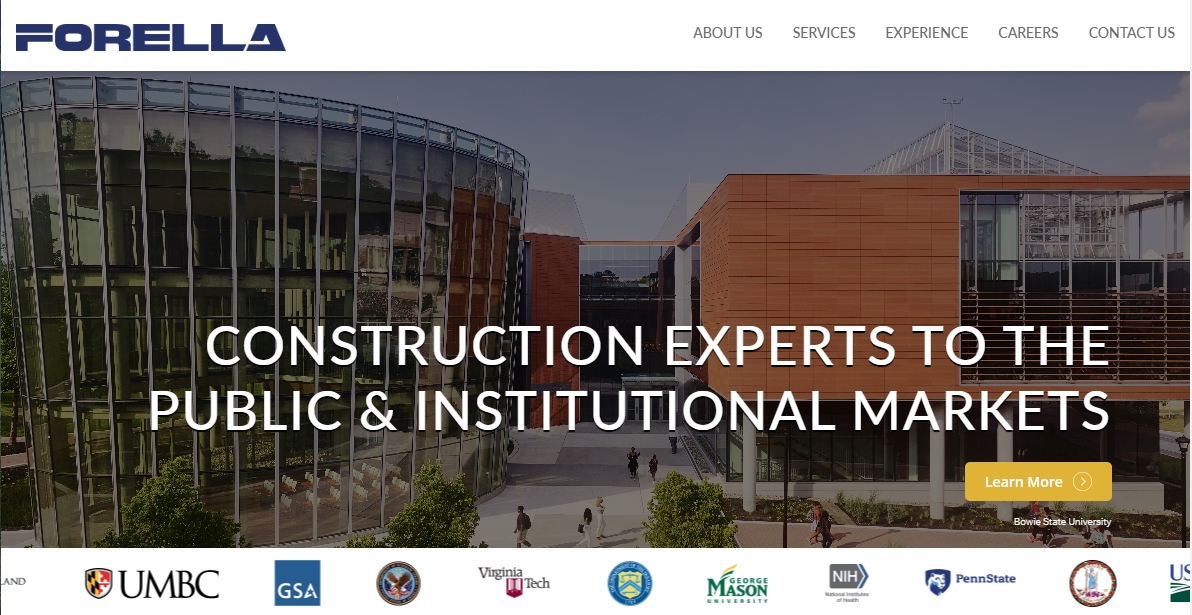 FORELLA
ABOUT US
SERVICES
EXPERIENCE
CAREERS
CONTACT US
CONSTRUCTION EXPERTS TO THE
PUBLIC & INSTITUTIONAL MARKETS
Learn More
Bowie State University
LAND
UMBC
GSA
Virginia
Tech
GEORGE
MASON
UNIVERSITY
NIH
National Institutes
of Health
PennState
US